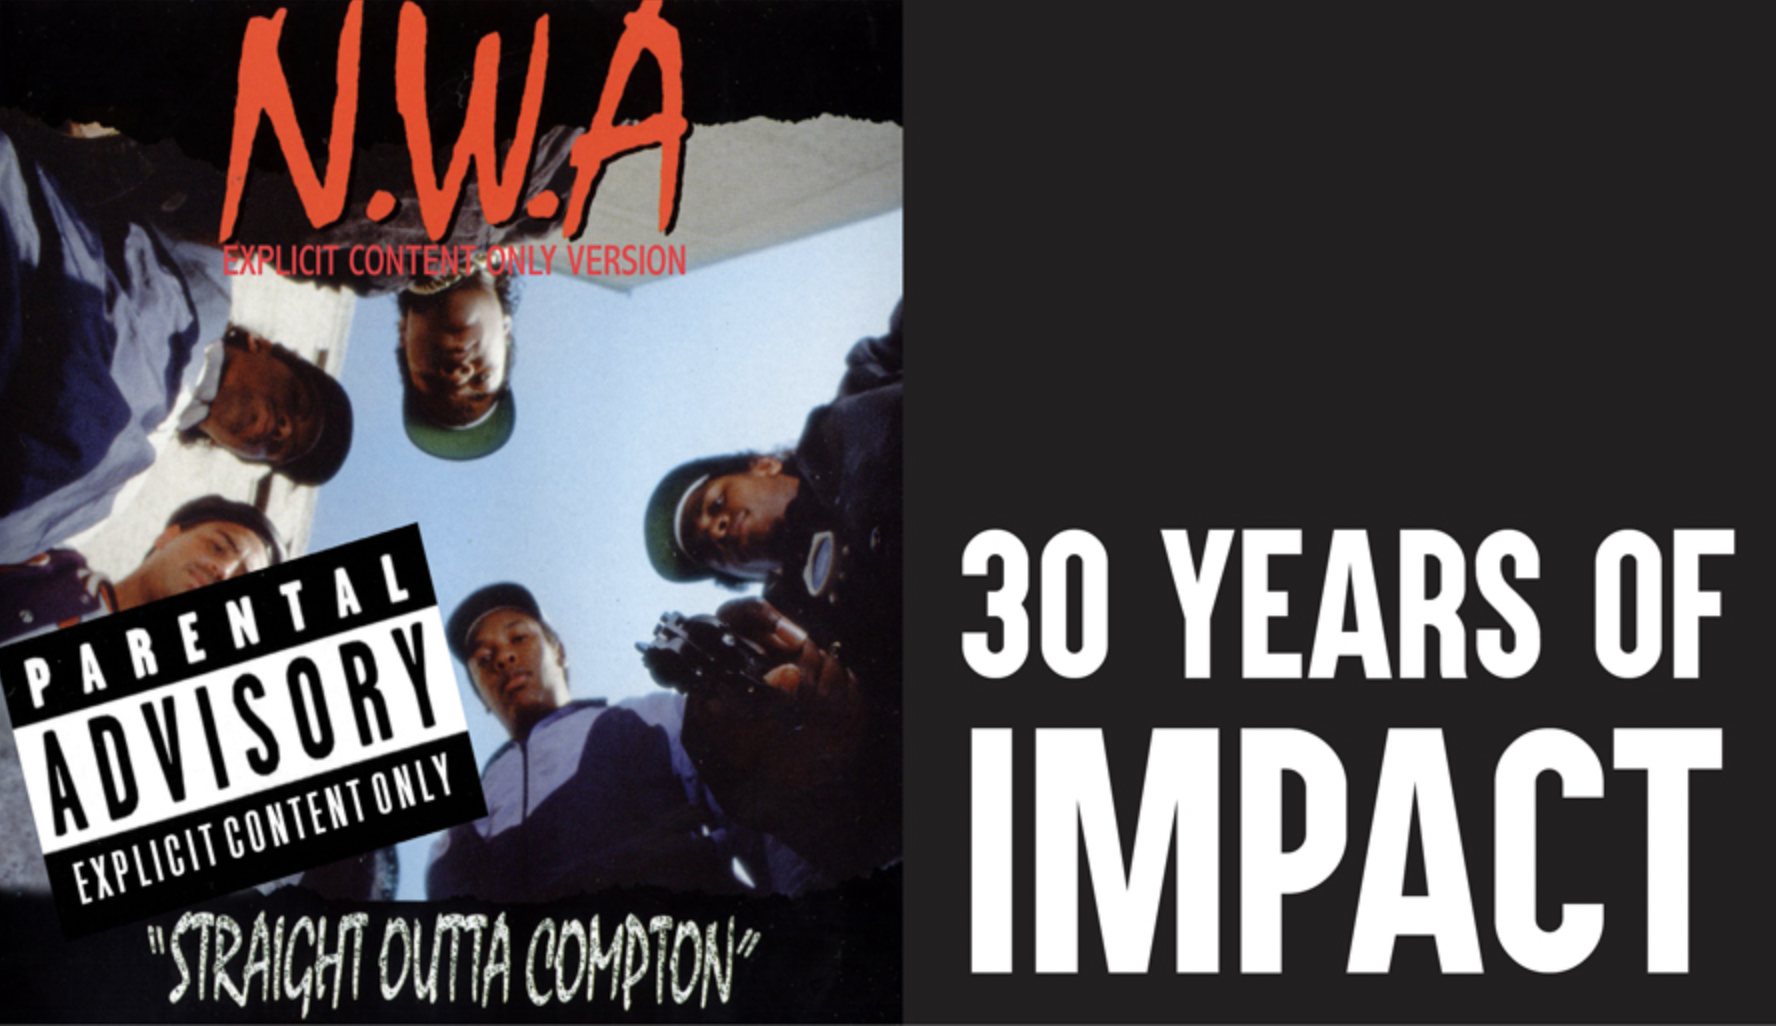 N.W.A
EXPLICIT CONTENT ONLY VERSION
PARENTAL
ADVISORY
EXPLICIT CONTENT ONLY
"STRAIGHT OUTTA COMPTON"
30 YEARS OF
IMPACT